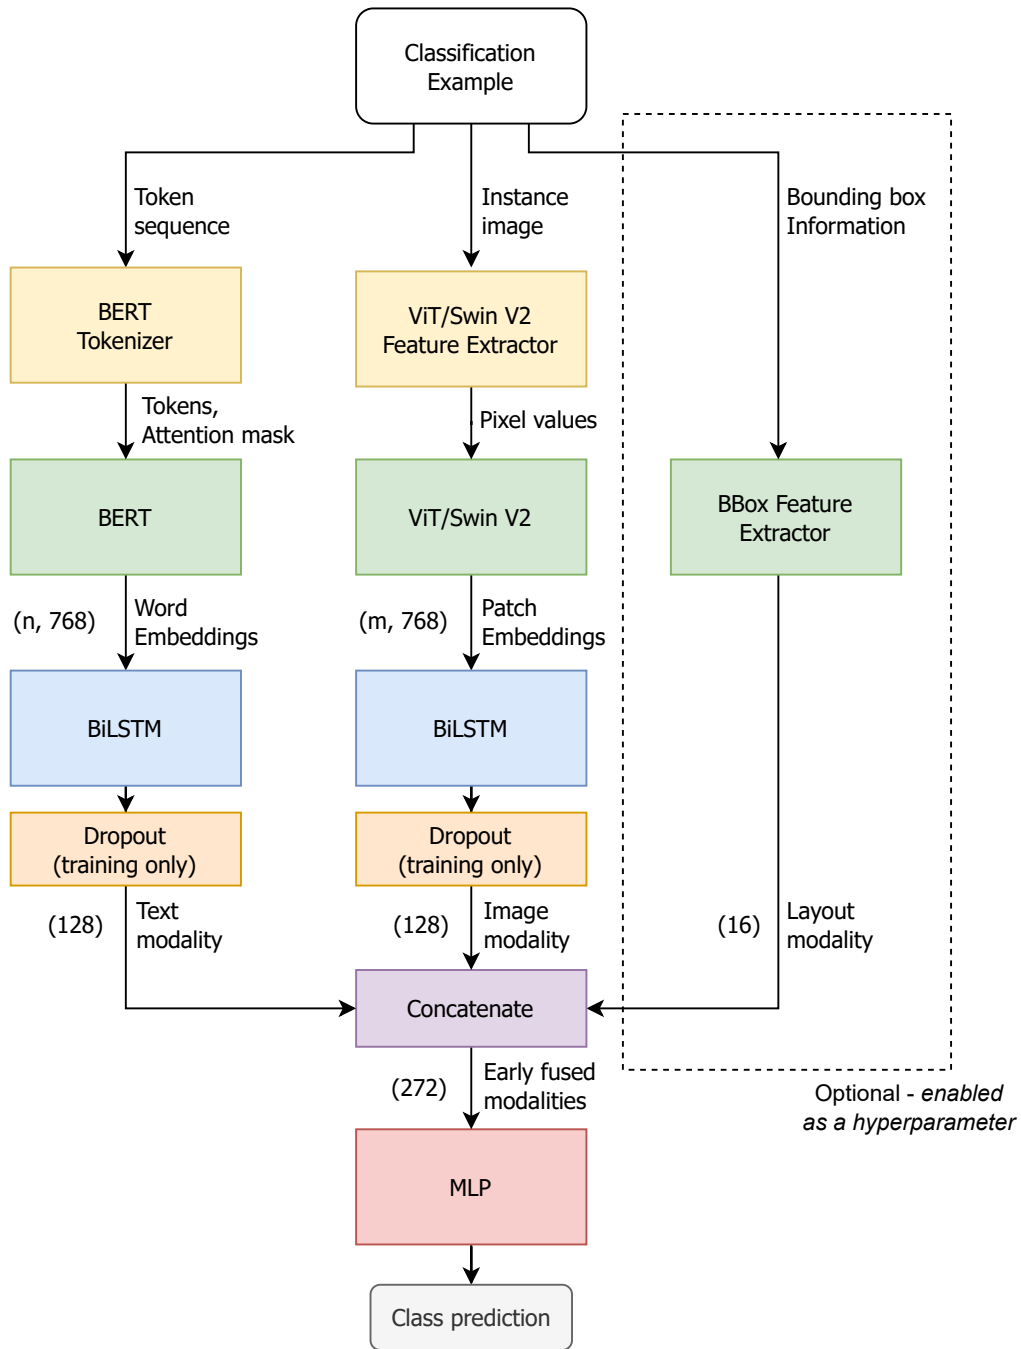 Classification
Example
Token
sequence
Instance
image
Bounding box
Information
BERT
Tokenizer
ViT/Swin V2
Feature Extractor
Tokens,
Attention mask
Pixel values
BERT
ViT/Swin V2
BBox Feature
Extractor
(n, 768)
Word
Embeddings
(m, 768)
Patch
Embeddings
BiLSTM
BiLSTM
Dropout
(training only)
Dropout
(training only)
(128)
Text
modality
(128)
Image
modality
(16)
Layout
modality
Concatenate
(272)
Early fused
modalities
Optional - enabled
as a hyperparameter
MLP
Class prediction